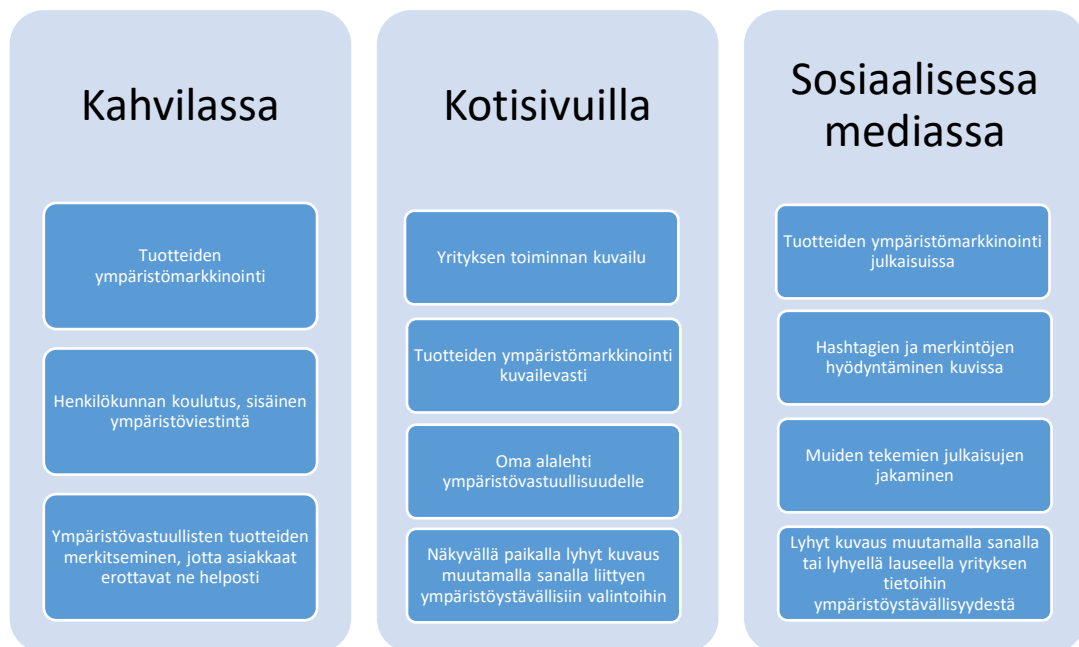 Kahvilassa
Tuotteiden
ympäristömarkkinointi
Henkilökunnan koulutus, sisäinen
ympäristöviestintä
Ympäristövastuullisten tuotteiden
merkitseminen, jotta asiakkaat
erottavat ne helposti
Kotisivuilla
Yrityksen toiminnan kuvailu
Tuotteiden ympäristömarkkinointi
kuvailevasti
Oma alalehti
ympäristövastuullisuudelle
Näkyvällä paikalla lyhyt kuvaus
muutamalla sanalla liittyen
ympäristöystävällisiin valintoihin
Sosiaalisessa
mediassa
Tuotteiden ympäristömarkkinointi
julkaisuissa
Hashtagien ja merkintöjen
hyödyntäminen kuvissa
Muiden tekemien julkaisujen
jakaminen
Lyhyt kuvaus muutamalla sanalla
tai lyhyellä lauseella yrityksen
tietoihin
ympäristöystävällisyydestä